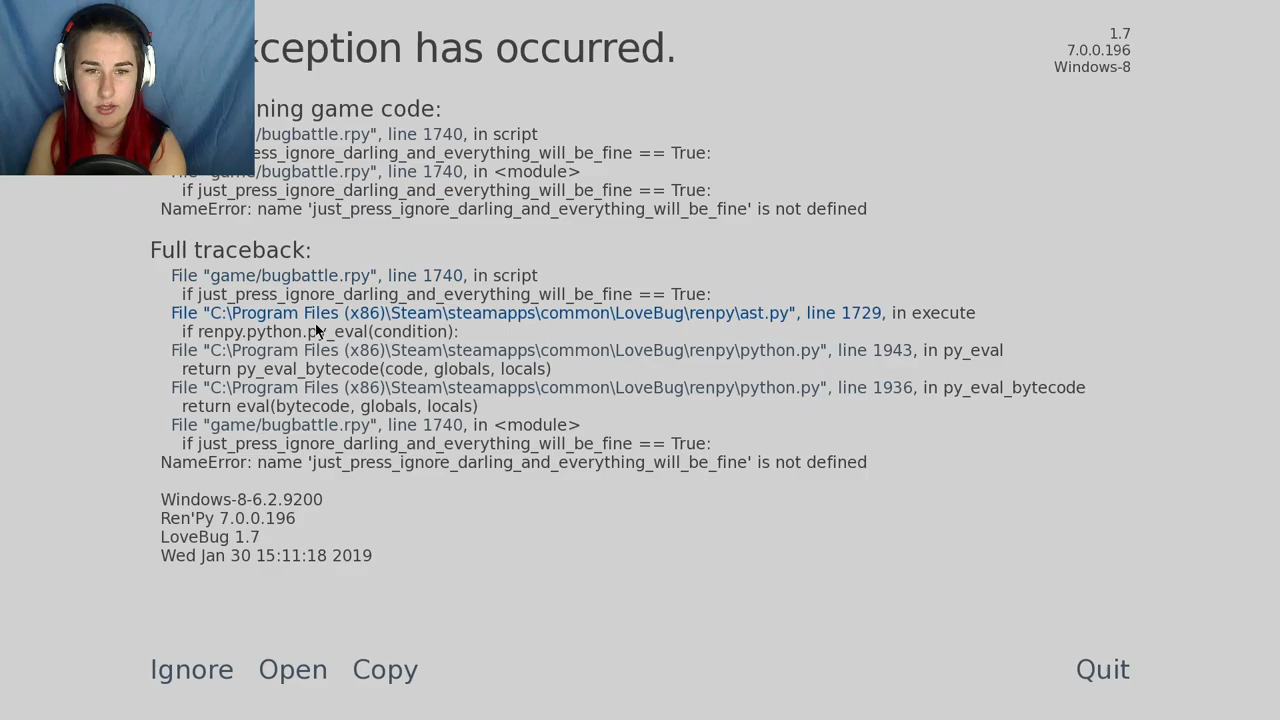 xception has occurred.
1.7
7.0.0.196
Windows-8
ning game code:
/bugbattle.rpy", line 1740, in script
ess_ignore_darling_and_everything_will_be_fine == True:
File "game/bugbattle.rpy", line 1740, in <module>
if just_press_ignore_darling_and_everything_will_be_fine == True:
NameError: name 'just_press_ignore_darling_and_everything_will_be_fine' is not defined
Full traceback:
File "game/bugbattle.rpy", line 1740, in script
if just_press_ignore_darling_and_everything_will_be_fine == True:
File "C:\Program Files (x86)\Steam\steamapps\common\LoveBug\renpy\ast.py", line 1729, in execute
if renpy.python.py_eval(condition):
File "C:\Program Files (x86)\Steam\steamapps\common\LoveBug\renpy\python.py", line 1943, in py_eval
return py_eval_bytecode(code, globals, locals)
File "C:\Program Files (x86)\Steam\steamapps\common\LoveBug\renpy\python.py", line 1936, in py_eval_bytecode
return eval(bytecode, globals, locals)
File "game/bugbattle.rpy", line 1740, in <module>
if just_press_ignore_darling_and_everything_will_be_fine == True:
NameError: name 'just_press_ignore_darling_and_everything_will_be_fine' is not defined
Windows-8-6.2.9200
Ren'Py 7.0.0.196
LoveBug 1.7
Wed Jan 30 15:11:18 2019
Ignore Open Copy Quit